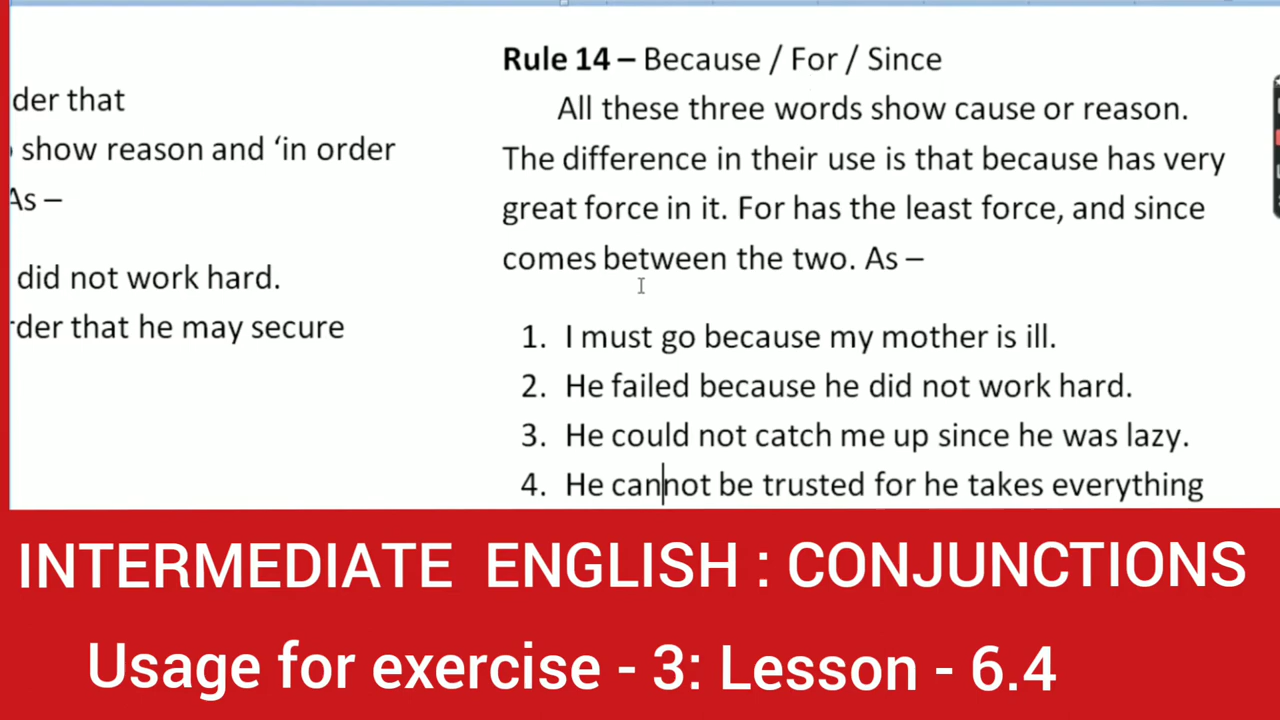 der that
show reason and ‘in order
As –
did not work hard.
der that he may secure
Rule 14 – Because / For / Since
All these three words show cause or reason.
The difference in their use is that because has very
great force in it. For has the least force, and since
comes between the two. As –
1. I must go because my mother is ill.
2. He failed because he did not work hard.
3. He could not catch me up since he was lazy.
4. He cannot be trusted for he takes everything
INTERMEDIATE ENGLISH : CONJUNCTIONS
Usage for exercise - 3: Lesson - 6.4